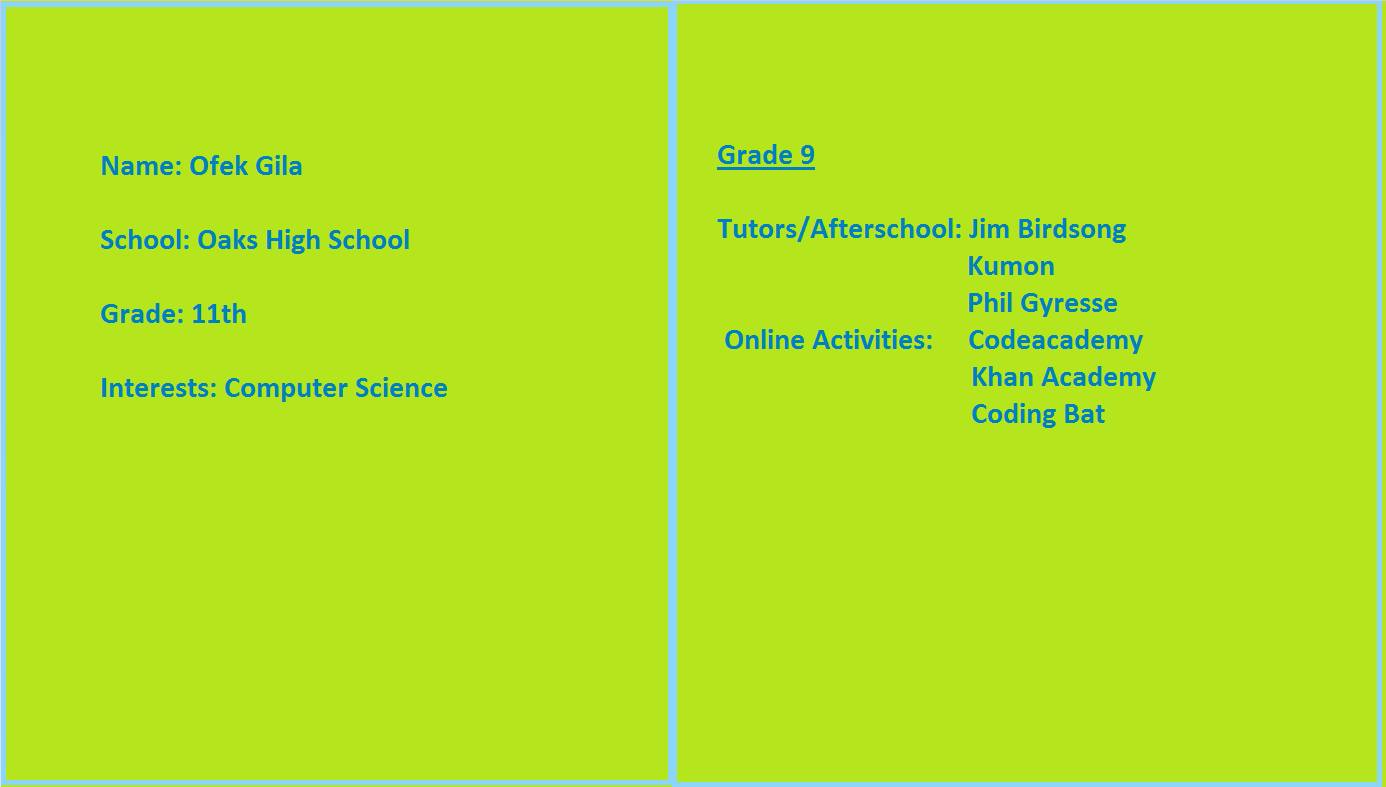 Name: Ofek Gila
School: Oaks High School
Grade: 11th
Interests: Computer Science
Grade 9
Tutors/Afterschool: Jim Birdsong
Kumon
Phil Gyresse
Online Activities: Codeacademy
Khan Academy
Coding Bat